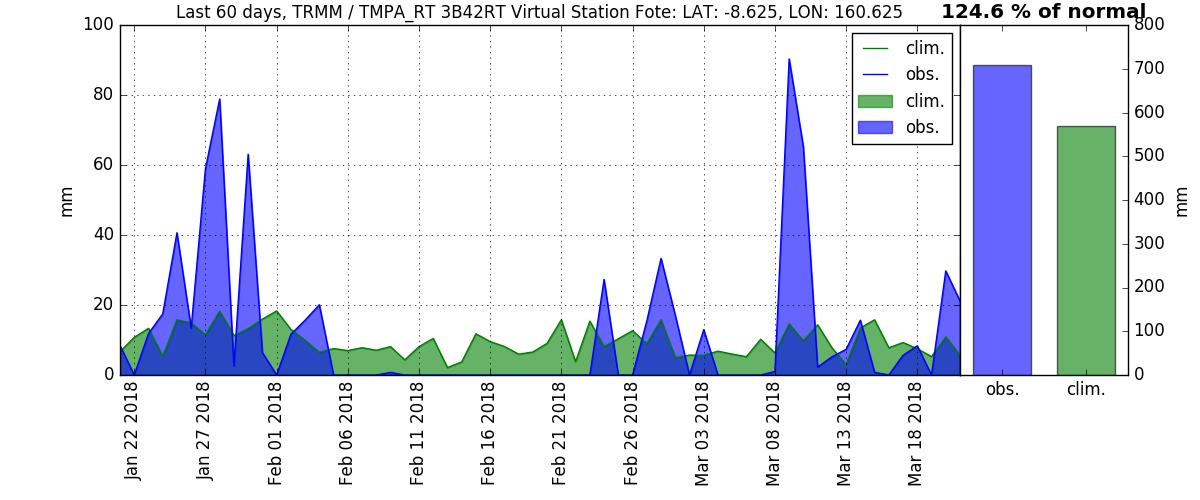 Last 60 days, TRMM / TMPA_RT 3B42RT Virtual Station Fote: LAT: -8.625, LON: 160.625
124.6 % of normal
100
80
60
40
20
0
mm
clim.
obs.
clim.
obs.
Jan 22 2018
Jan 27 2018
Feb 01 2018
Feb 06 2018
Feb 11 2018
Feb 16 2018
Feb 21 2018
Feb 26 2018
Mar 03 2018
Mar 08 2018
Mar 13 2018
Mar 18 2018
800
700
600
500
400
300
200
100
0
mm
obs.
clim.